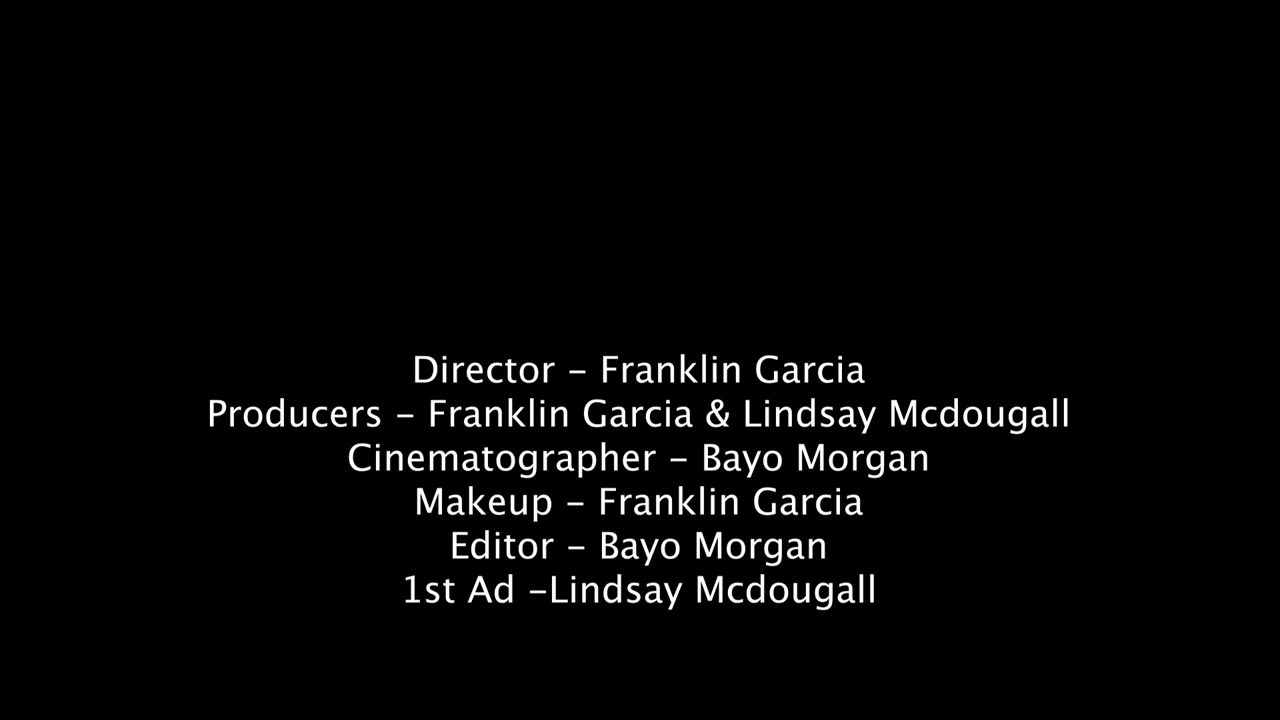 Director - Franklin Garcia
Producers - Franklin Garcia & Lindsay Mcdougall
Cinematographer - Bayo Morgan
Makeup - Franklin Garcia
Editor - Bayo Morgan
1st Ad -Lindsay Mcdougall